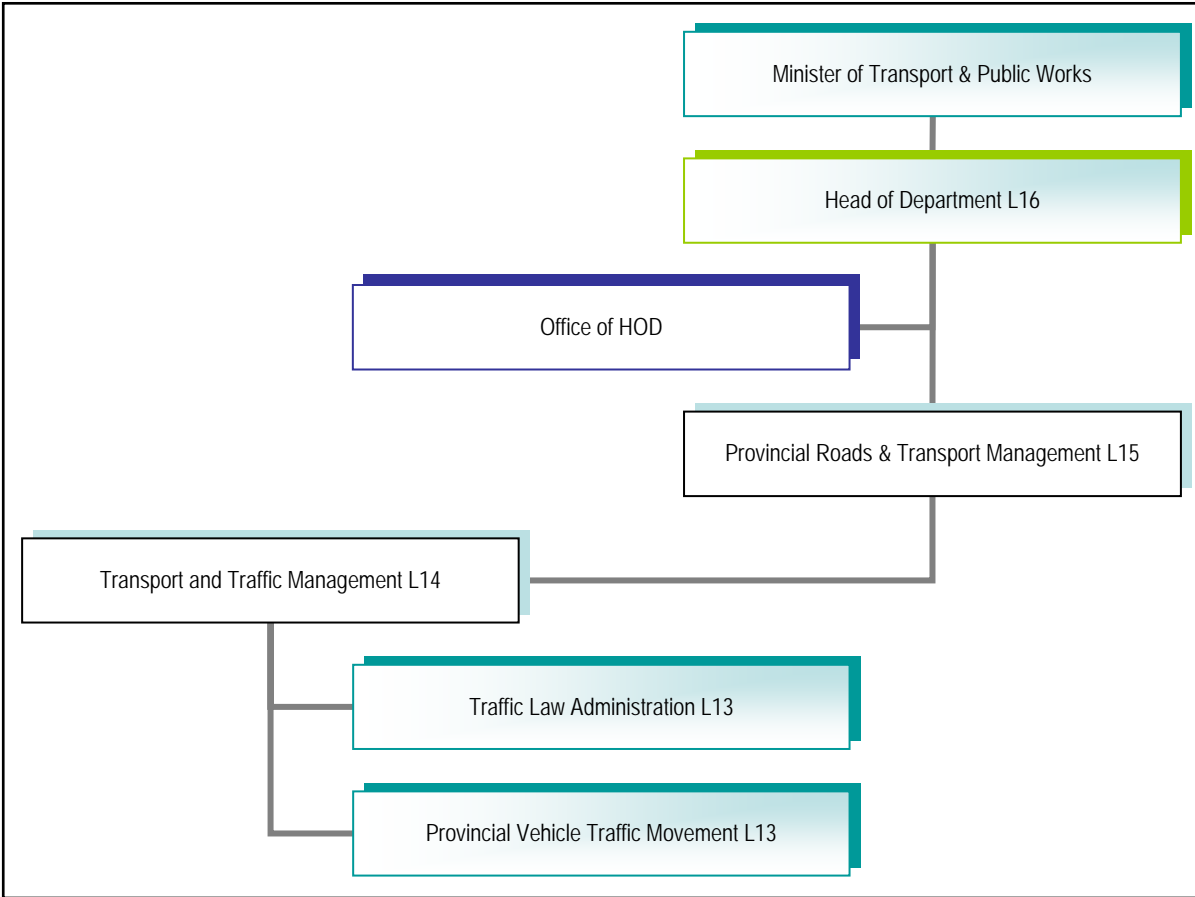 Minister of Transport & Public Works
Head of Department L16
Office of HOD
Provincial Roads & Transport Management L15
Transport and Traffic Management L14
Traffic Law Administration L13
Provincial Vehicle Traffic Movement L13